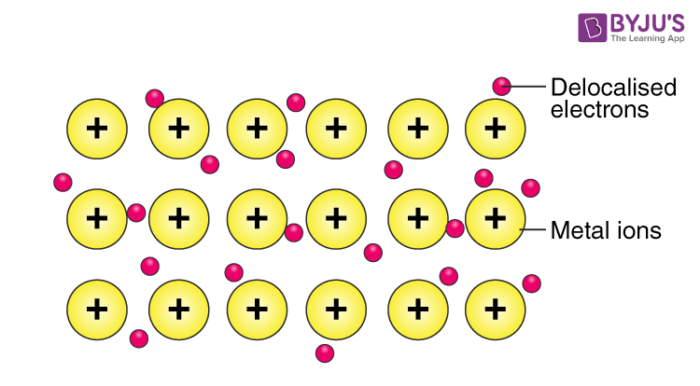 BYJU'S
The Learning App
Delocalised
electrons
+ + + + + +
+ + + + + +
Metal ions
+ + + + + +